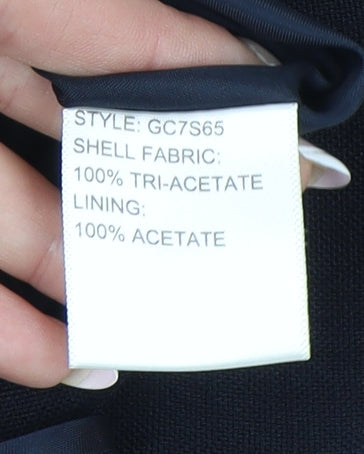 STYLE: GC7S65
SHELL FABRIC:
100% TRI-ACETATE
LINING:
100% ACETATE